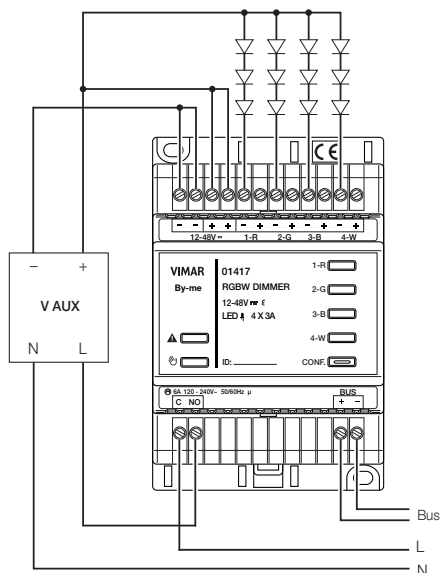 CE
- - + + - + - + - + - +
12-48V⎓ 1-R 2-G 3-B 4-W
- +
V AUX
N L
VIMAR
By-me
01417
RGBW DIMMER
12-48V⎓
LED 4 X 3A
ID:
1-R
2-G
3-B
4-W
CONF.
6A 120 - 240V~ 50/60Hz µ
C NO
BUS
+ -
Bus
L
N